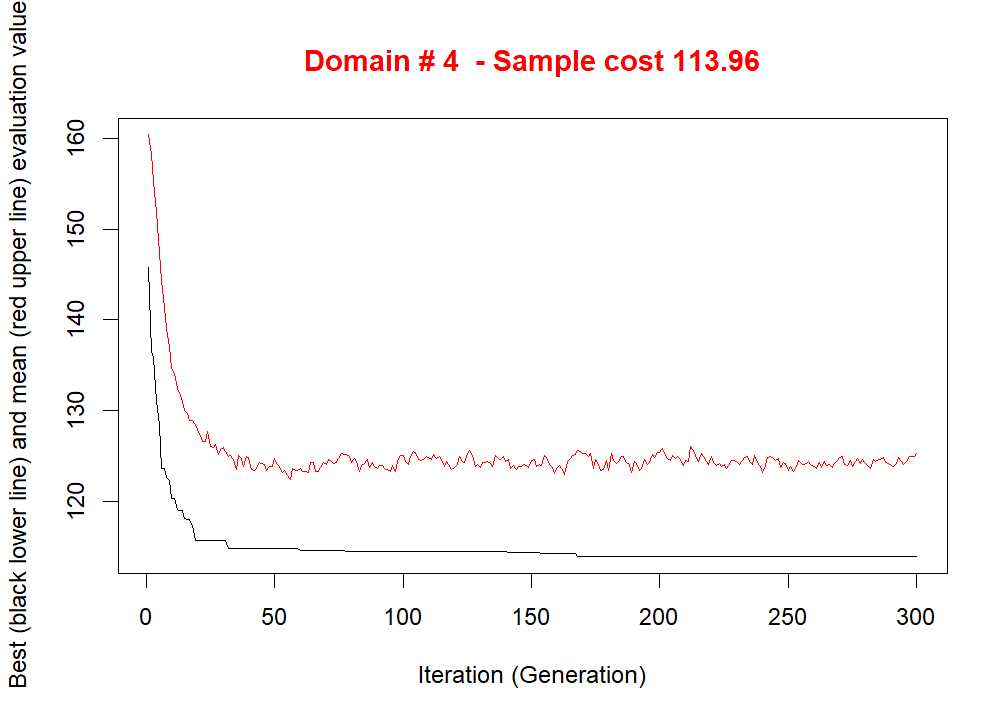 Domain # 4  - Sample cost 113.96
Best (black lower line) and mean (red upper line) evaluation value
160
150
140
130
120
0 50 100 150 200 250 300
Iteration (Generation)